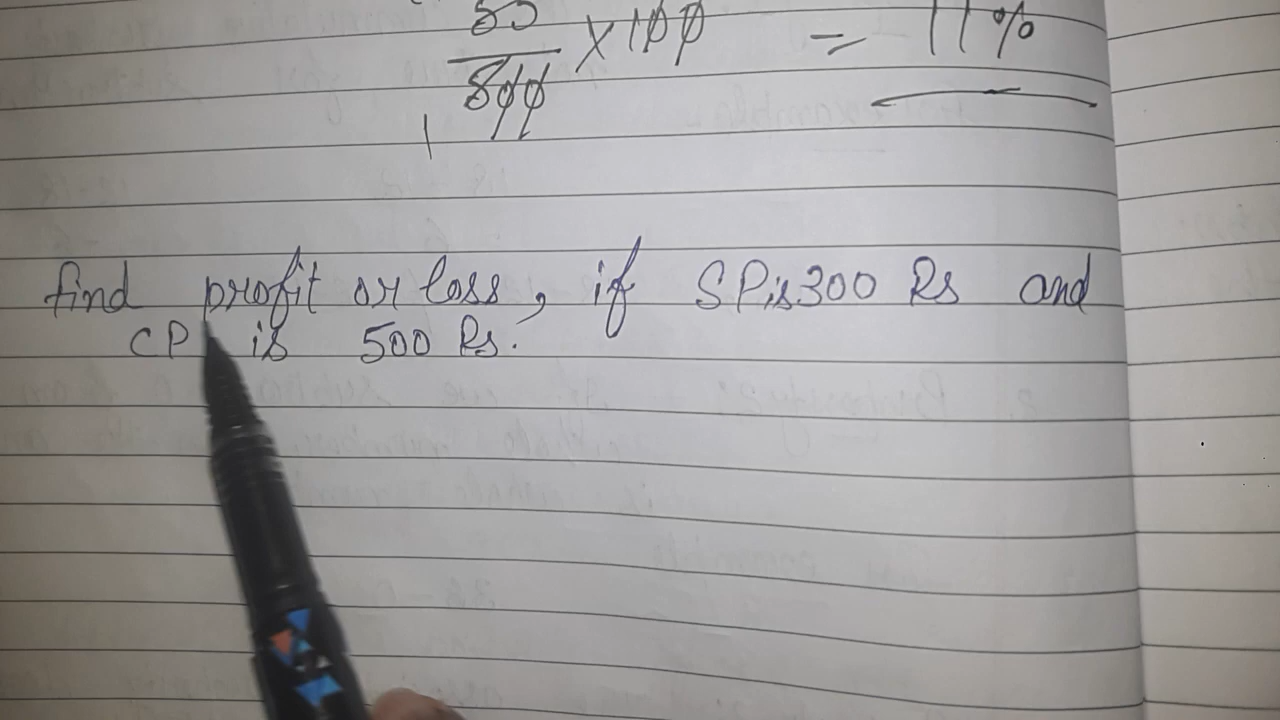 × 100 = 11%
800
find profit or loss, if SP is 300 Rs and
CP is 500 Rs.